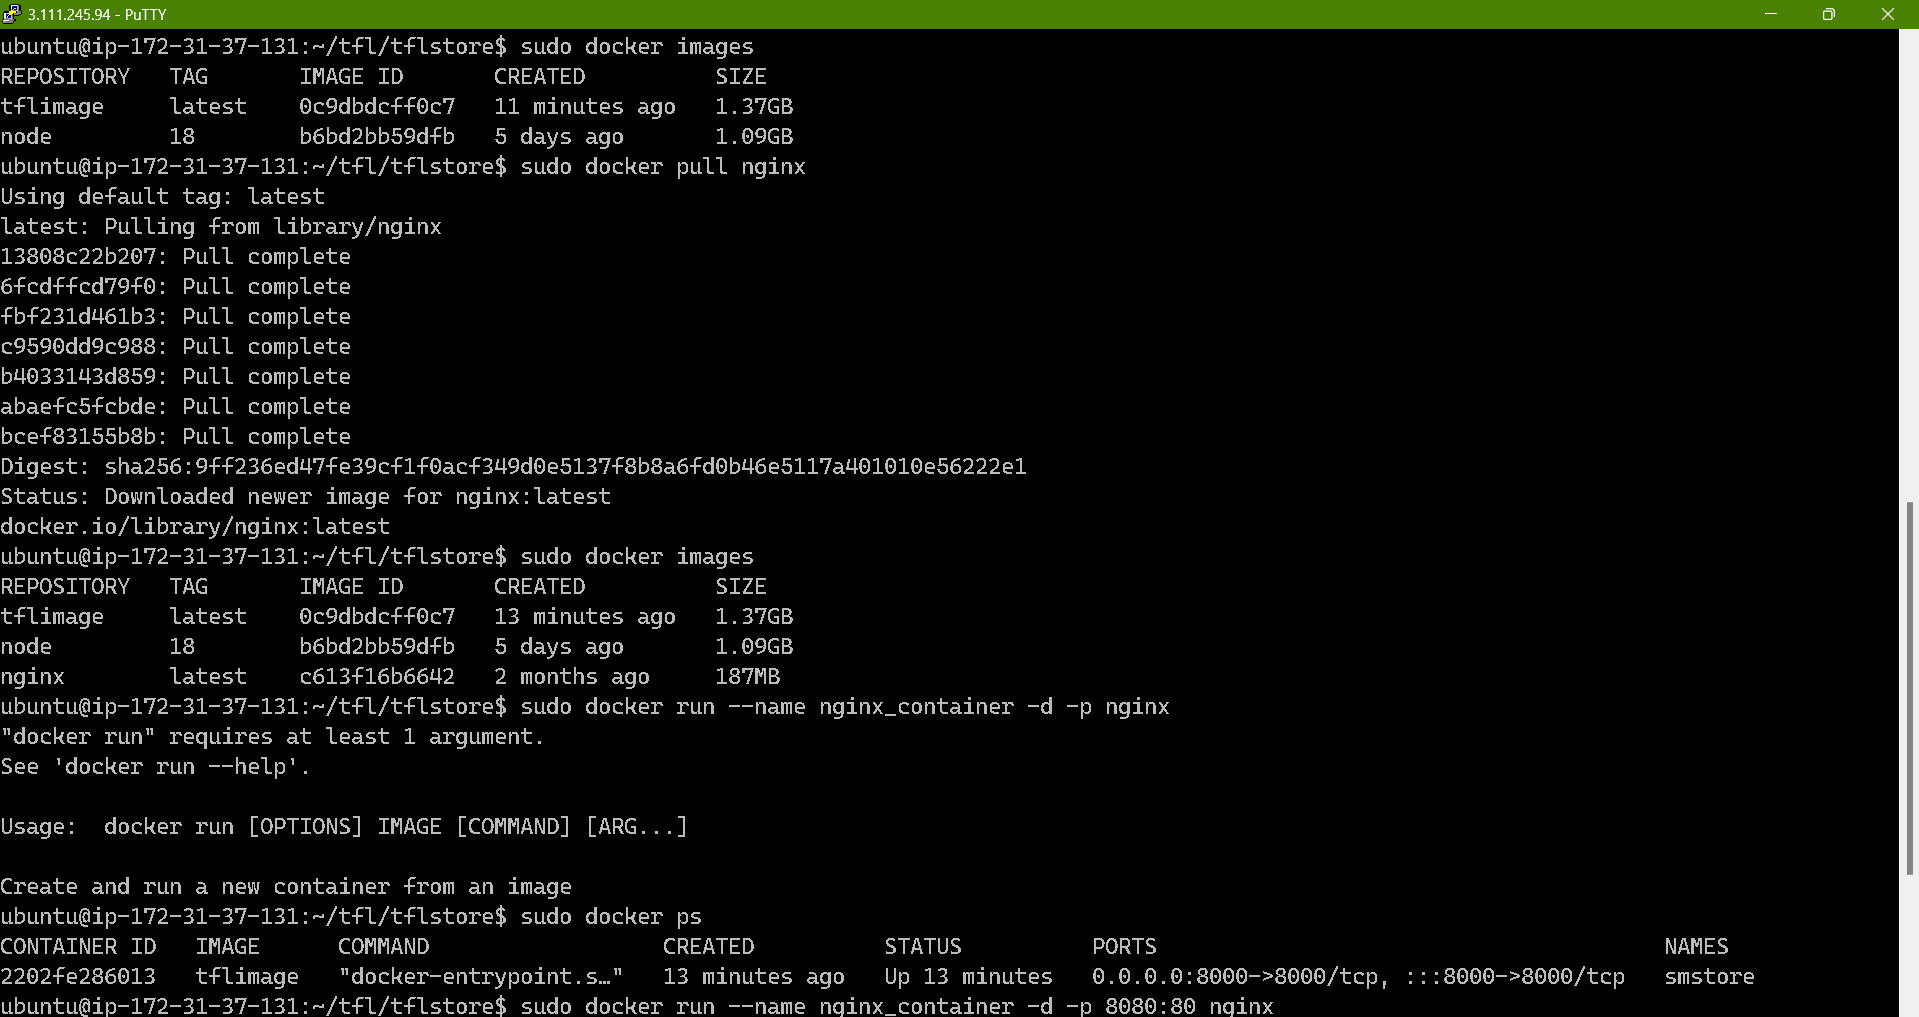 3.111.245.94 - PuTTY
ubuntu@ip-172-31-37-131:~/tfl/tflstore$ sudo docker images
REPOSITORY   TAG       IMAGE ID       CREATED          SIZE
tflimage     latest    0c9dbdcff0c7   11 minutes ago   1.37GB
node         18        b6bd2bb59dfb   5 days ago       1.09GB
ubuntu@ip-172-31-37-131:~/tfl/tflstore$ sudo docker pull nginx
Using default tag: latest
latest: Pulling from library/nginx
13808c22b207: Pull complete
6fcdffcd79f0: Pull complete
fbf231d461b3: Pull complete
c9590dd9c988: Pull complete
b4033143d859: Pull complete
abaefc5fcbde: Pull complete
bcef83155b8b: Pull complete
Digest: sha256:9ff236ed47fe39cf1f0acf349d0e5137f8b8a6fd0b46e5117a401010e56222e1
Status: Downloaded newer image for nginx:latest
docker.io/library/nginx:latest
ubuntu@ip-172-31-37-131:~/tfl/tflstore$ sudo docker images
REPOSITORY   TAG       IMAGE ID       CREATED          SIZE
tflimage     latest    0c9dbdcff0c7   13 minutes ago   1.37GB
node         18        b6bd2bb59dfb   5 days ago       1.09GB
nginx        latest    c613f16b6642   2 months ago     187MB
ubuntu@ip-172-31-37-131:~/tfl/tflstore$ sudo docker run --name nginx_container -d -p nginx
"docker run" requires at least 1 argument.
See 'docker run --help'.

Usage:  docker run [OPTIONS] IMAGE [COMMAND] [ARG...]

Create and run a new container from an image
ubuntu@ip-172-31-37-131:~/tfl/tflstore$ sudo docker ps
CONTAINER ID   IMAGE      COMMAND                  CREATED          STATUS          PORTS                                       NAMES
2202fe286013   tflimage   "docker-entrypoint.s…"   13 minutes ago   Up 13 minutes   0.0.0.0:8000->8000/tcp, :::8000->8000/tcp   smstore
ubuntu@ip-172-31-37-131:~/tfl/tflstore$ sudo docker run --name nginx_container -d -p 8080:80 nginx